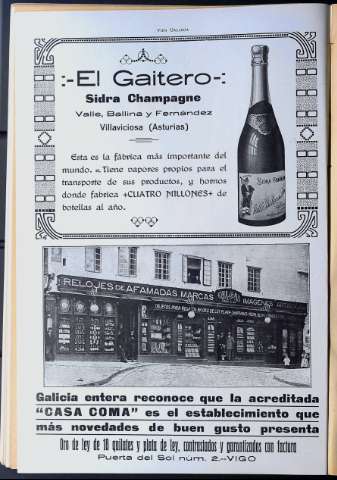 VIDA GALLEGA
:-El Gaitero-:
Sidra Champagne
Valle, Ballina y Fernández
Villaviciosa (Asturias)
Esta es la fábrica más importante del
mundo. -Tiene vapores propios para el
transporte de sus productos, y hornos
donde fabrica +CUATRO MILLONES+ de
botellas al año.
RELOJES DE AFAMADAS MARCAS IMAGENES
Galicia entera reconoce que la acreditada
"CASA COMA" es el establecimiento que
más novedades de buen gusto presenta
Oro de ley de 18 quilates y plata de ley, contrastados y garantizados con factura
Puerta del Sol núm. 2.-VIGO